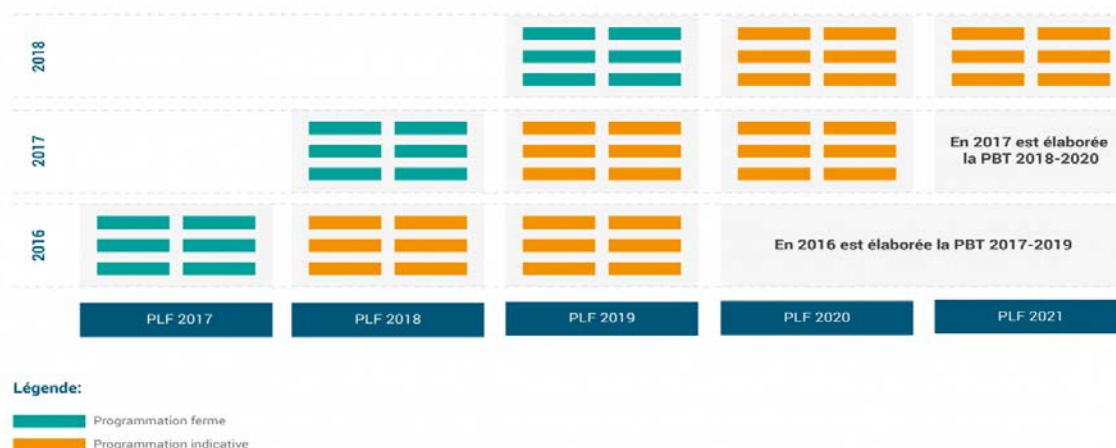 2018
2017
En 2017 est élaborée
la PBT 2018-2020
2016
En 2016 est élaborée la PBT 2017-2019
PLF 2017
PLF 2018
PLF 2019
PLF 2020
PLF 2021
Légende:
Programmation ferme
Programmation indicative